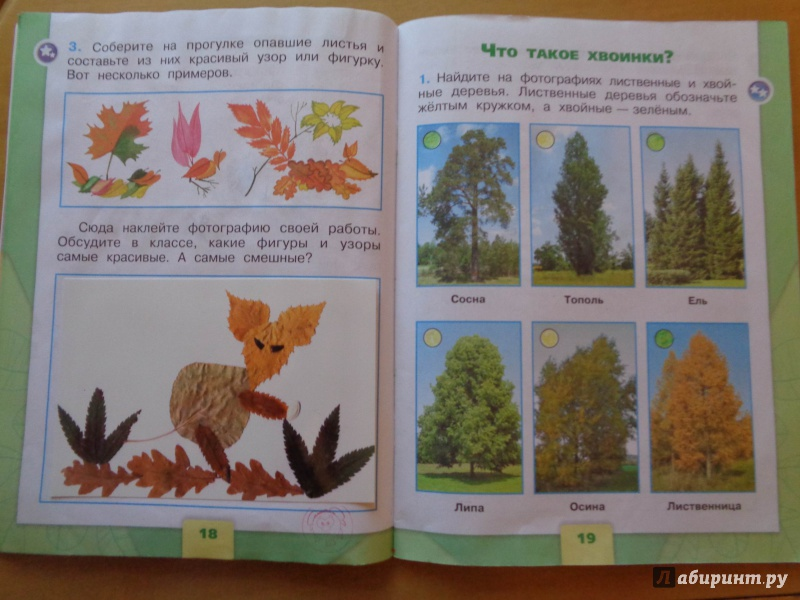 3. Соберите на прогулке опавшие листья и
составьте из них красивый узор или фигурку.
Вот несколько примеров.
Сюда наклейте фотографию своей работы.
Обсудите в классе, какие фигуры и узоры
самые красивые. А самые смешные?
18
Что такое хвоинки?
1. Найдите на фотографиях лиственные и хвой-
ные деревья. Лиственные деревья обозначьте
жёлтым кружком, а хвойные — зелёным.
Сосна
Тополь
Ель
Липа
Осина
Лиственница
19
Лабиринт.ру